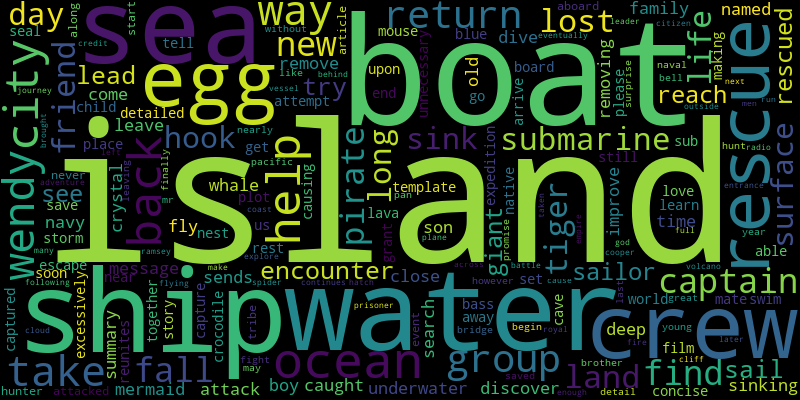 day seal along start sea way return lost family aboard leader eventually
tell without like behind article mouse blue dive named citizen credit
journey city friend lead new remove try upon old boat board naval bell life making
egg end go unnecessary arrive please removing surprise next rescue rescued
child detailed vessel attempt reach men run outside
come leave hook nearly get long sink submarine sub hunt radio
brought place back help pirate expedition still surface
wendy never see save island pacific whale template native tiger love learn entrance
adventure left crystal finally plot causing pan son giant improve time year
navy mr fly nest us coast lava grant plane promise taken god full able
storm many leaving ramsey rest explore empire cooper volcano
soon escape message near make sends encounter across battle cause sailor captain
following flying spider continues hatch close however set last world great mate swim
captured excessively together reunites capture crocodile ship water bass cave crew
cloud summary story tribe prisoner search away bridge begin royal deep young later
take fall fight event ocean group film fire cliff
hunter attacked mermaid attack may boy caught saved underwater discover brother land find sail
enough detail concise sinking